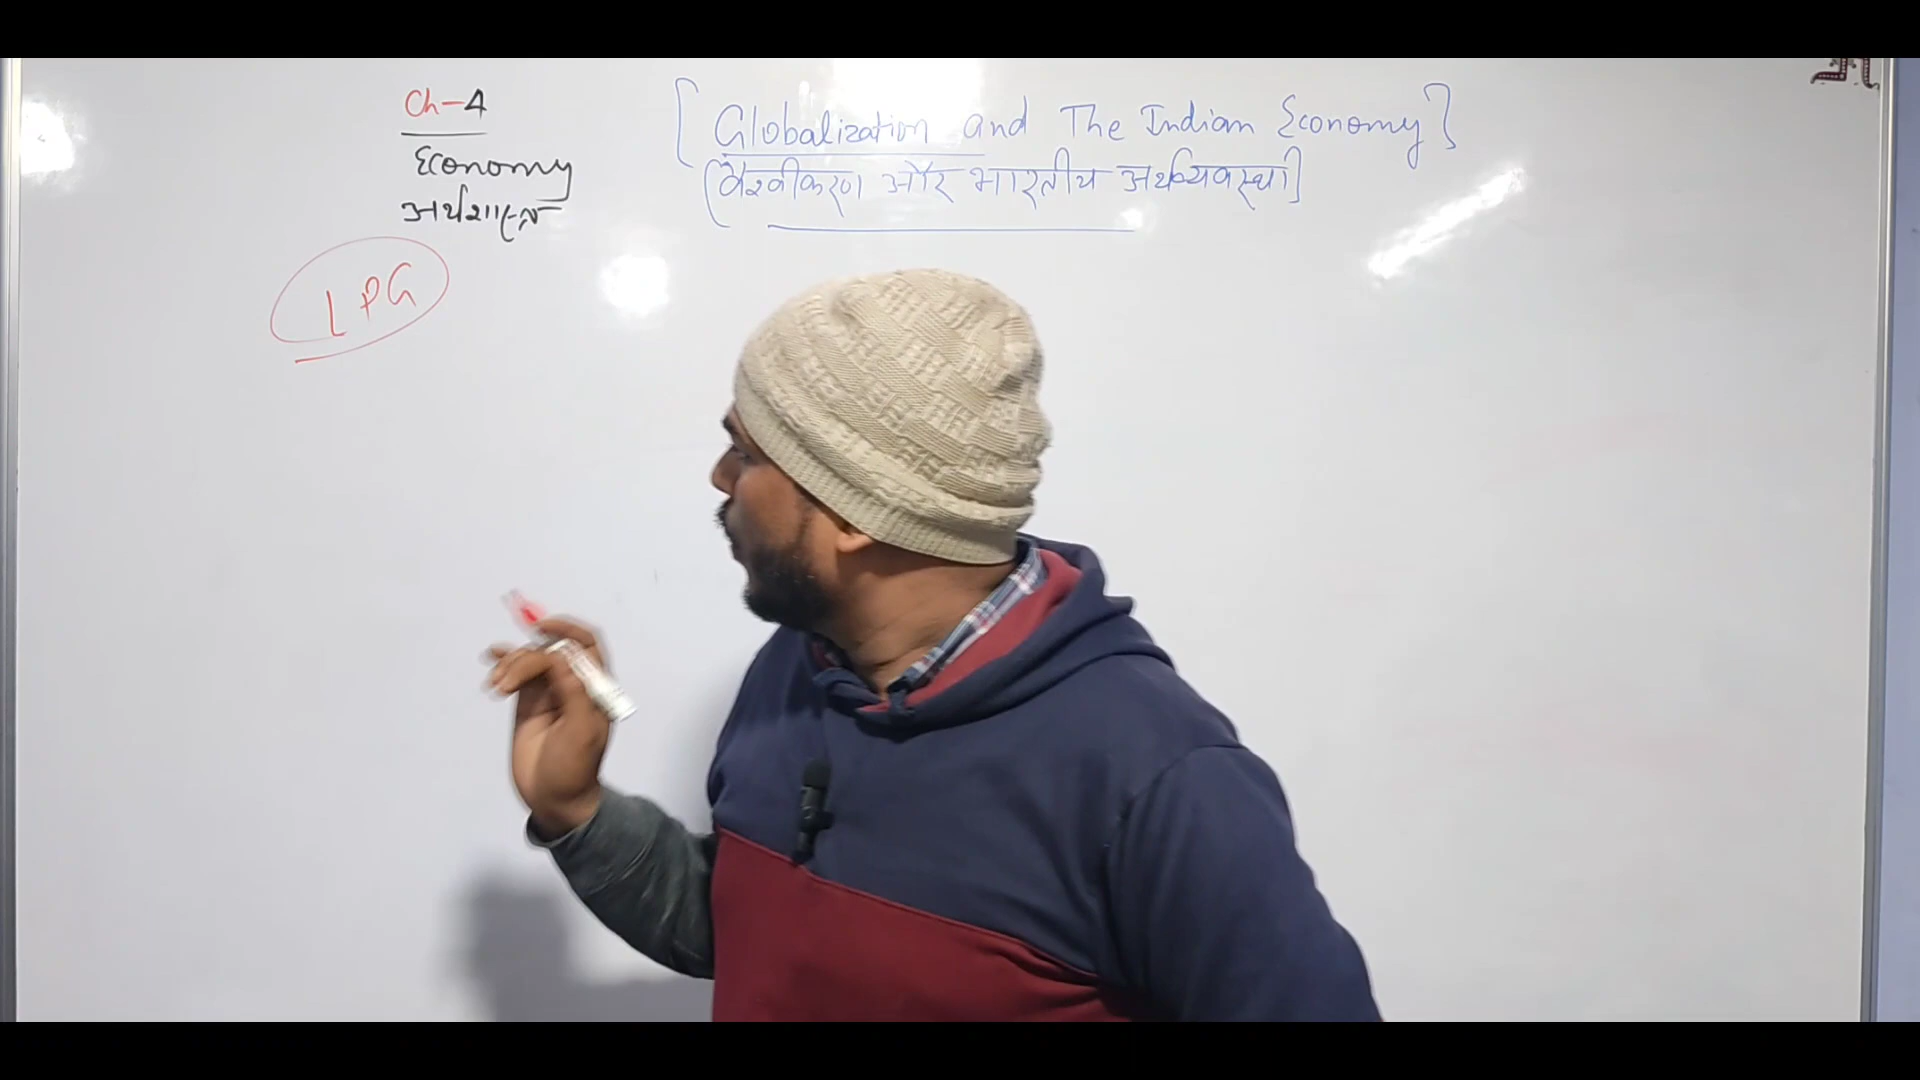 Ch-4
Economy
अर्थशास्त्र
[Globalization and The Indian Economy}
(वैश्वीकरण और भारतीय अर्थव्यवस्था]
LPG